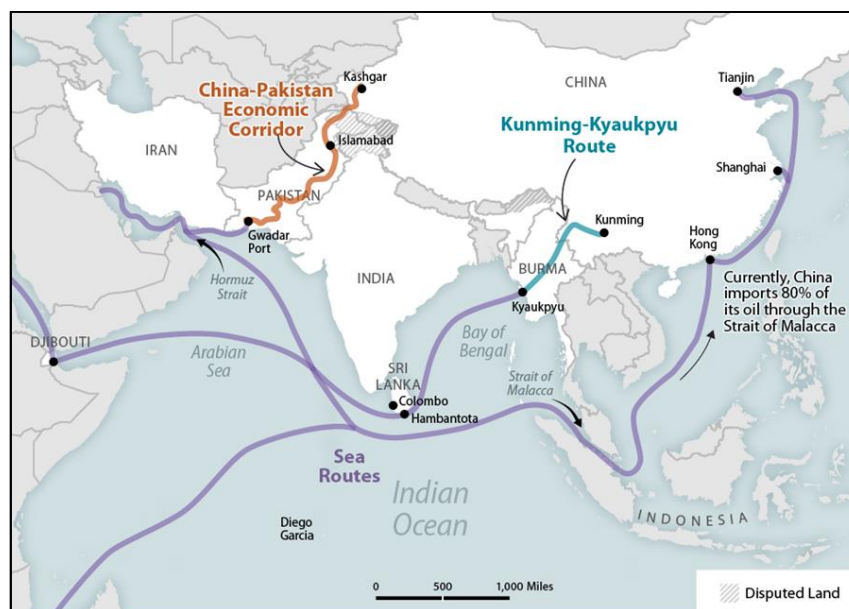 Kashgar
CHINA
Tianjin
China-Pakistan
Economic
Corridor
Kunming-Kyaukpyu
Route
Islamabad
IRAN
Shanghai
PAKISTAN
Kunming
Gwadar
Port
Hong
Kong
INDIA
BURMA
Hormuz
Strait
Kyaukpyu
Currently, China
imports 80% of
its oil through the
Strait of Malacca
DJIBOUTI
Arabian
Sea
Bay of
Bengal
SRI
LANKA
Colombo
Hambantota
Strait of
Malacca
Sea
Routes
Indian
Ocean
Diego
Garcia
INDONESIA
0 500 1,000 Miles
Disputed Land